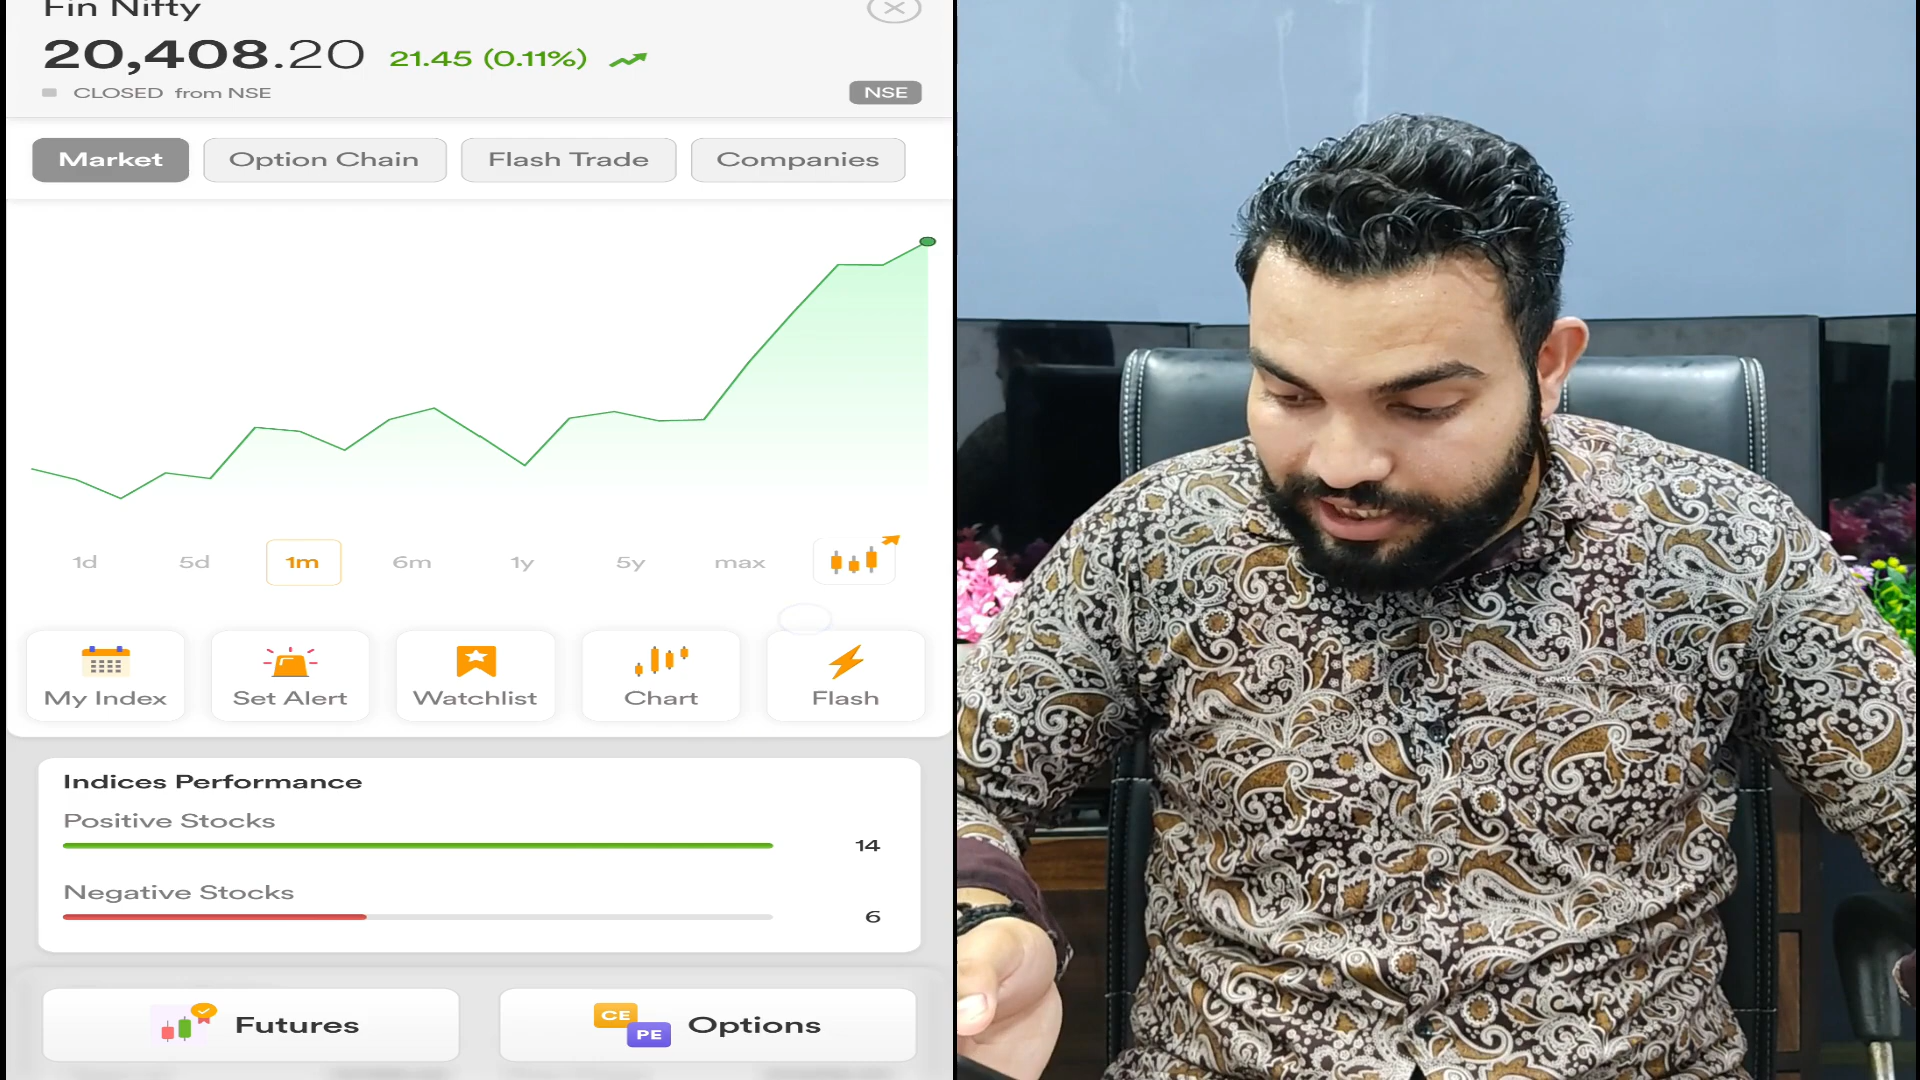 Fin Nifty
20,408.20 21.45 (0.11%)
CLOSED from NSE
NSE
Market Option Chain Flash Trade Companies
1d 5d 1m 6m 1y 5y max
My Index Set Alert Watchlist Chart Flash
Indices Performance
Positive Stocks
14
Negative Stocks
6
Futures
CE
PE
Options